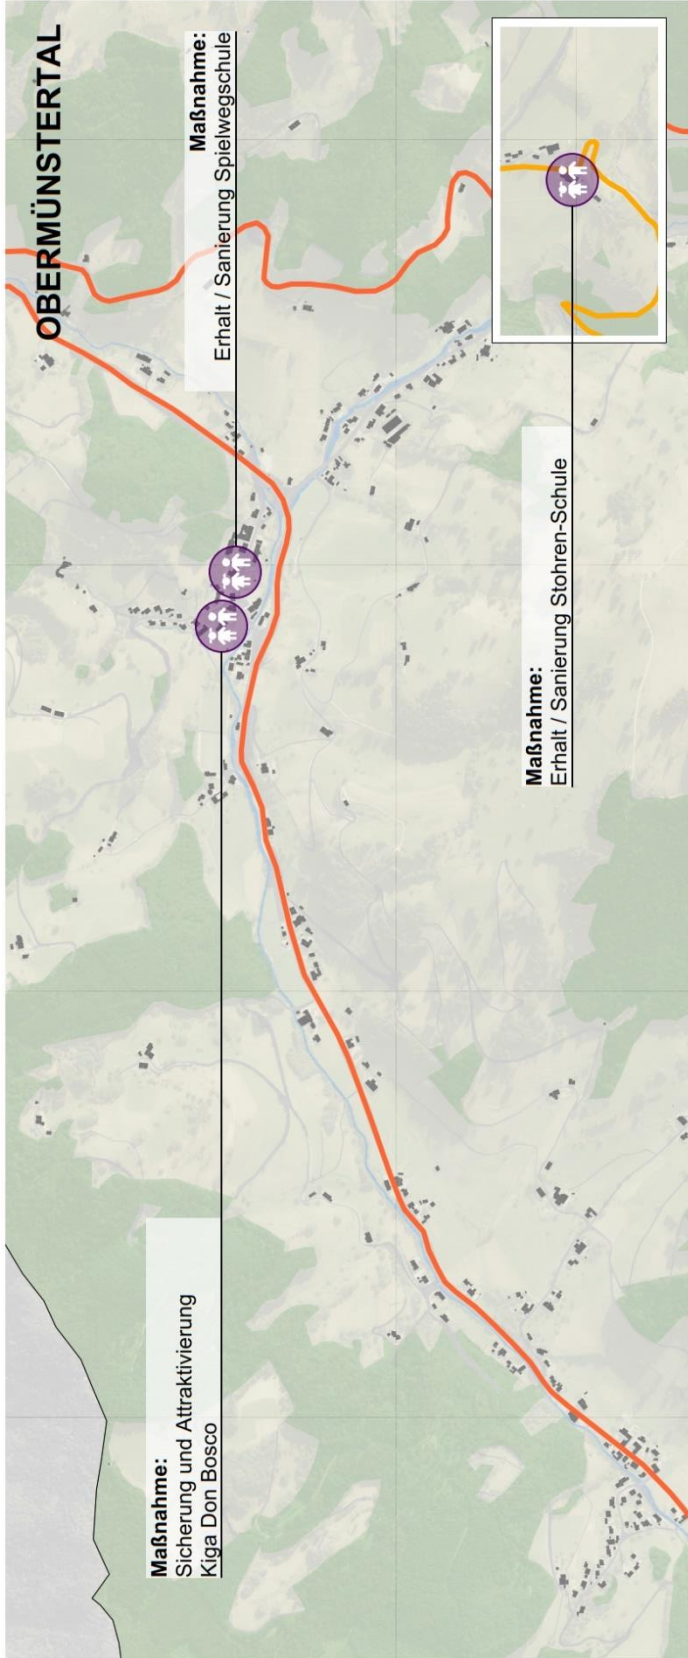 OBERMÜNSTERTAL
Maßnahme:
Erhalt / Sanierung Spielwegschule
Maßnahme:
Sicherung und Attraktivierung
Kiga Don Bosco
Maßnahme:
Erhalt / Sanierung Stohren-Schule